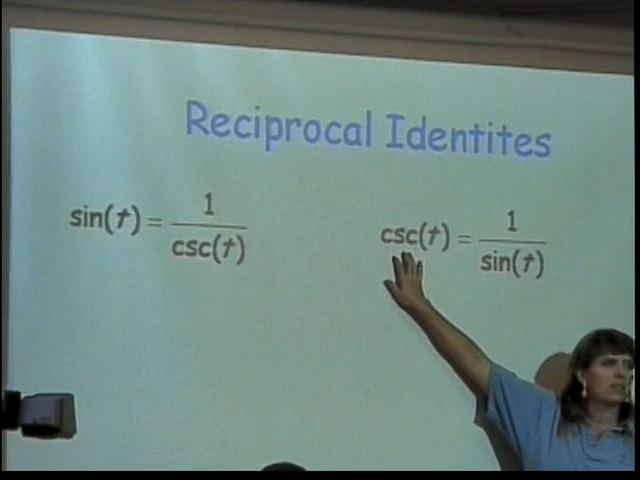 Reciprocal Identites
sin(t) = 1/csc(t)
csc(t) = 1/sin(t)